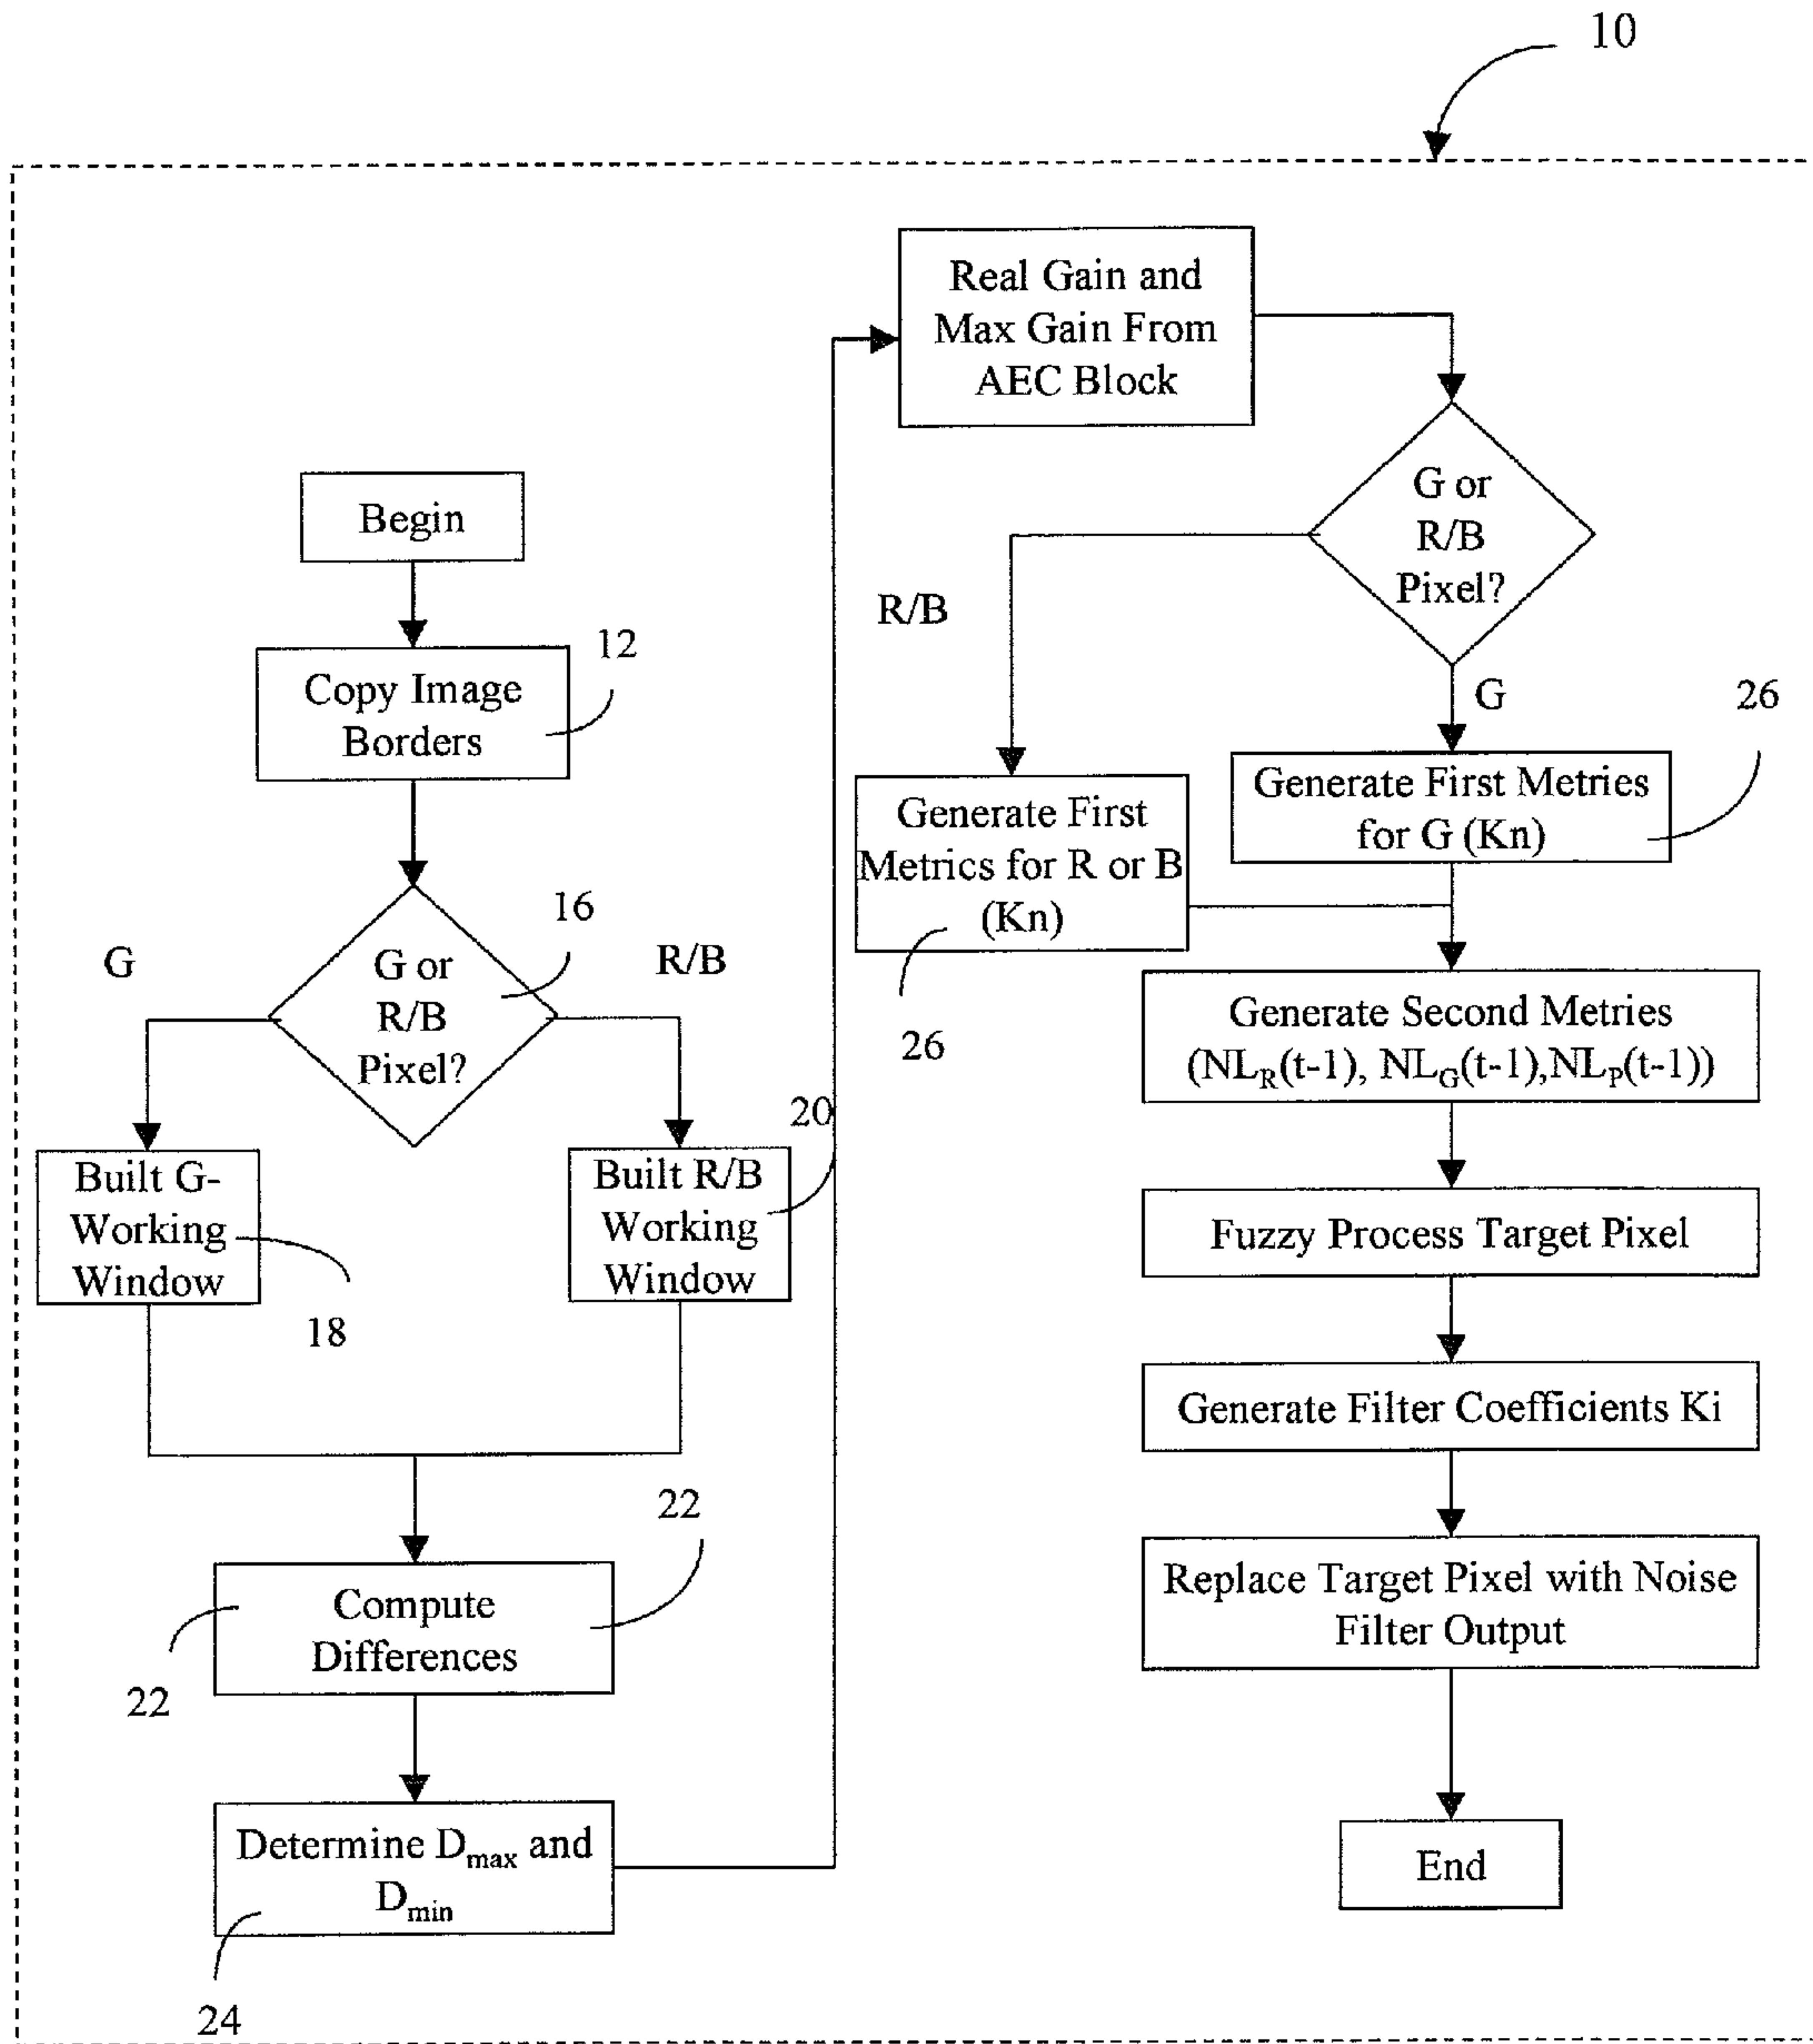 10
Begin
Copy Image
Borders
12
G or
R/B
Pixel?
16
G
R/B
Built G-
Working
Window
18
Built R/B
Working
Window
20
Compute
Differences
22
22
Determine Dmax and
Dmin
24
Real Gain and
Max Gain From
AEC Block
G or
R/B
Pixel?
R/B
G
Generate First
Metrics for R or B
(Kn)
26
Generate First Metries
for G (Kn)
26
Generate Second Metries
(NLR(t-1), NLG(t-1),NLP(t-1))
Fuzzy Process Target Pixel
Generate Filter Coefficients Ki
Replace Target Pixel with Noise
Filter Output
End